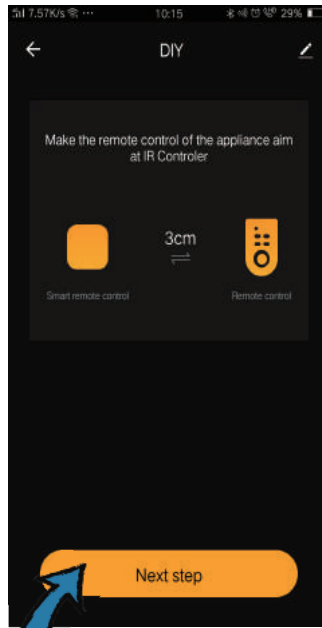 7.57K/s ... 10:15 29%
DIY
Make the remote control of the appliance aim
at IR Controler
3cm
Smart remote control Remote control
Next step